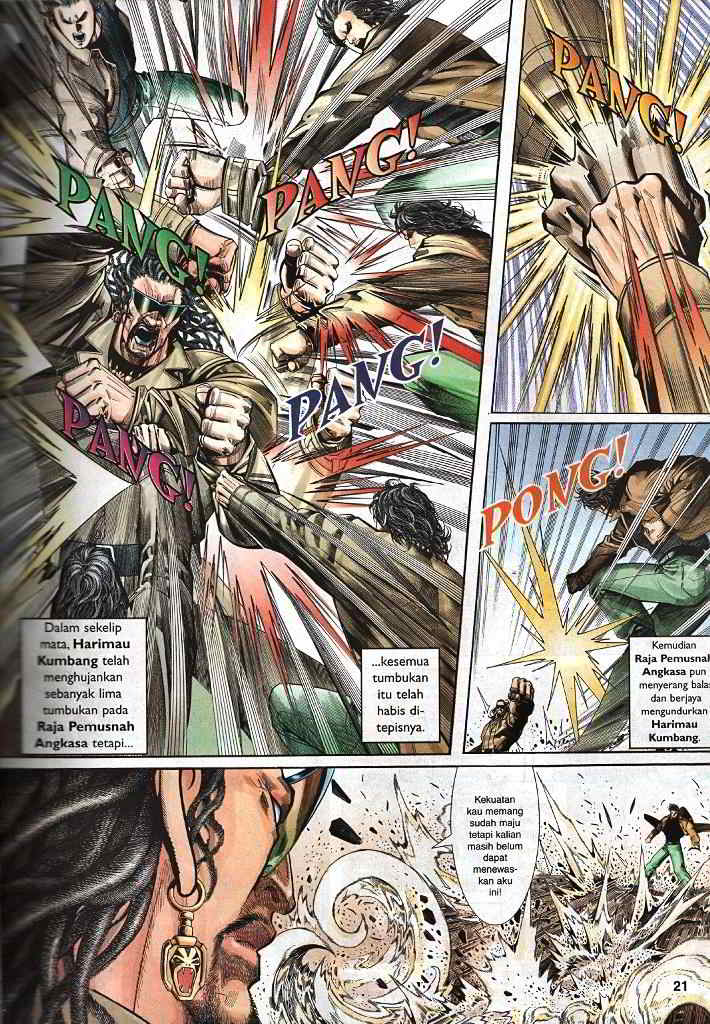 PANG!
PANG!
PANG!
PANG!
PANG!
PONG!
Dalam sekelip
mata, Harimau
Kumbang telah
menghujankan
sebanyak lima
tumbukan pada
Raja Pemusnah
Angkasa tetapi...
...kesemua
tumbukan
itu telah
habis di-
tepisnya.
Kemudian
Raja Pemusnah
Angkasa pun
menyerang balas
dan berjaya
mengundurkan
Harimau
Kumbang.
Kekuatan
kau memang
sudah maju
tetapi kalian
masih belum
dapat
menewas-
kan aku
ini!
21